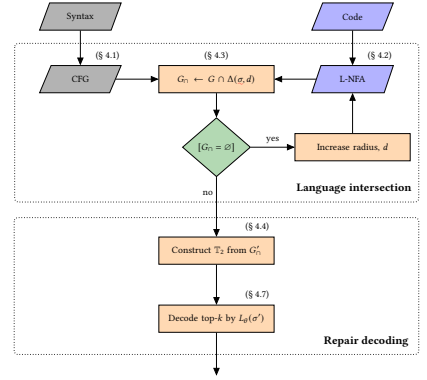 Syntax
Code
(§ 4.1)
(§ 4.3)
(§ 4.2)
CFG
G∩ ← G ∩ Δ(σ, d)
L-NFA
[G∩ = ∅]
yes
Increase radius, d
Language intersection
no
(§ 4.4)
Construct 𝕋₂ from G′∩
(§ 4.7)
Decode top-k by Lθ(σ′)
Repair decoding